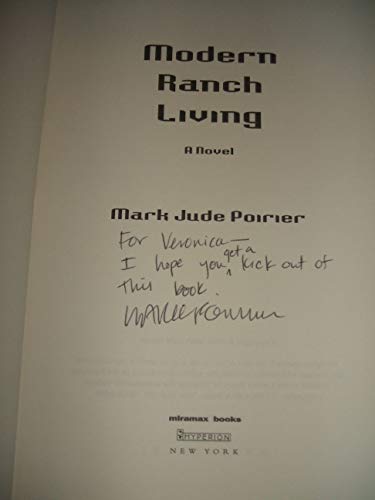 Modern
Ranch
Living
A Novel
Mark Jude Poirier
For Veronica—
I hope you get a kick out of
this book.
miramax books
HYPERION
NEW YORK